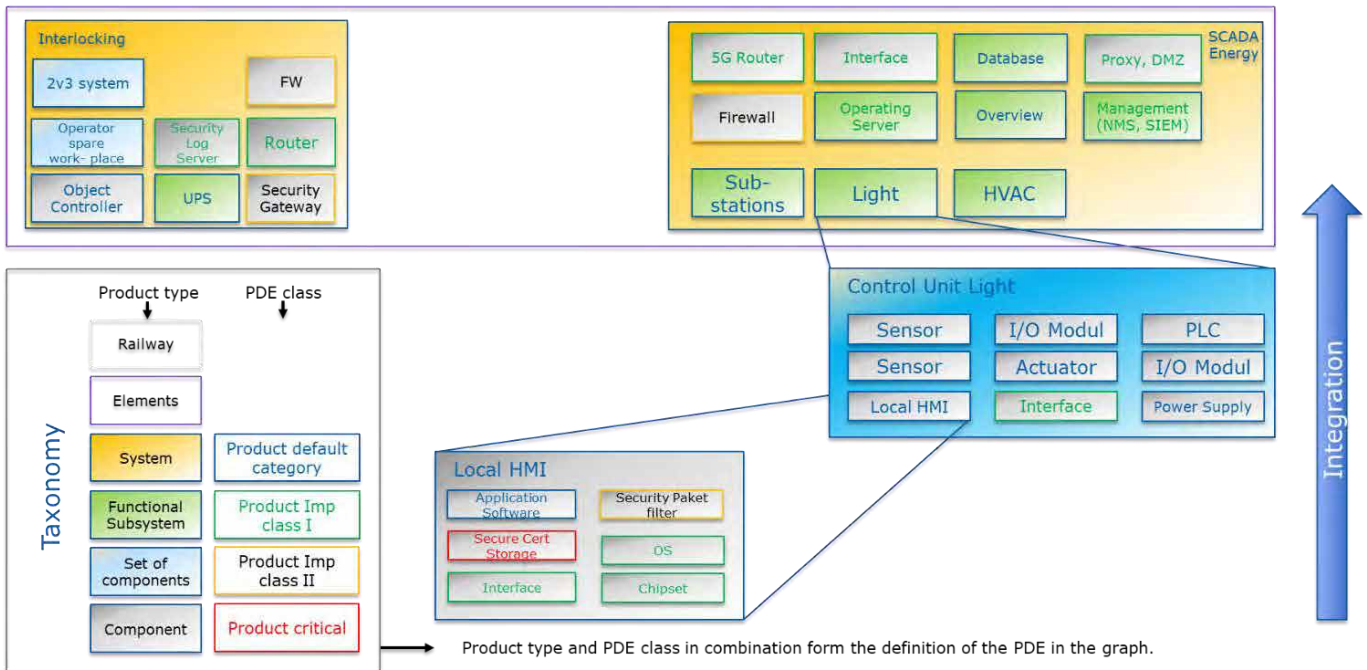 Interlocking
2v3 system
FW
Operator
spare
work- place
Security
Log
Server
Router
Object
Controller
UPS
Security
Gateway
SCADA
Energy
5G Router
Interface
Database
Proxy, DMZ
Firewall
Operating
Server
Overview
Management
(NMS, SIEM)
Sub-
stations
Light
HVAC
Control Unit Light
Sensor
I/O Modul
PLC
Sensor
Actuator
I/O Modul
Local HMI
Interface
Power Supply
Local HMI
Application
Software
Security Paket
filter
Secure Cert
Storage
OS
Interface
Chipset
Integration
Taxonomy
Product type
PDE class
Railway
Elements
System
Product default
category
Functional
Subsystem
Product Imp
class I
Set of
components
Product Imp
class II
Component
Product critical
Product type and PDE class in combination form the definition of the PDE in the graph.